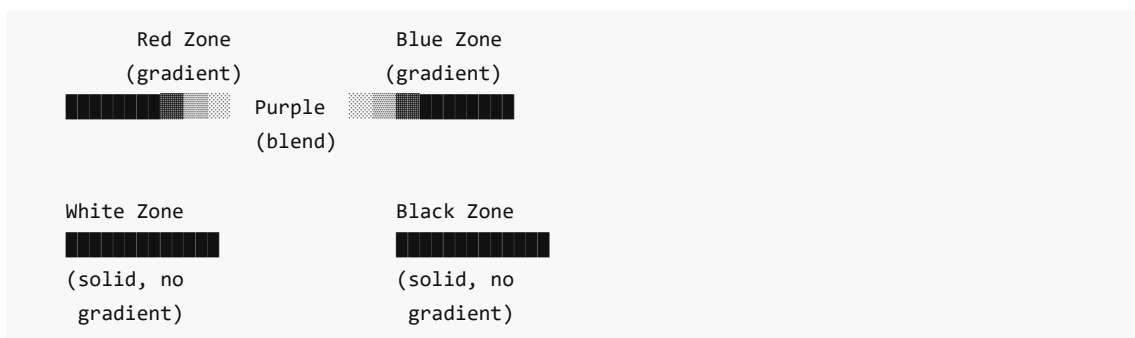 Red Zone Blue Zone
(gradient) (gradient)
████████▓▓▒▒░░ Purple ░░▒▒▓▓████████
(blend)
White Zone Black Zone
█████████████ █████████████
(solid, no (solid, no
gradient) gradient)